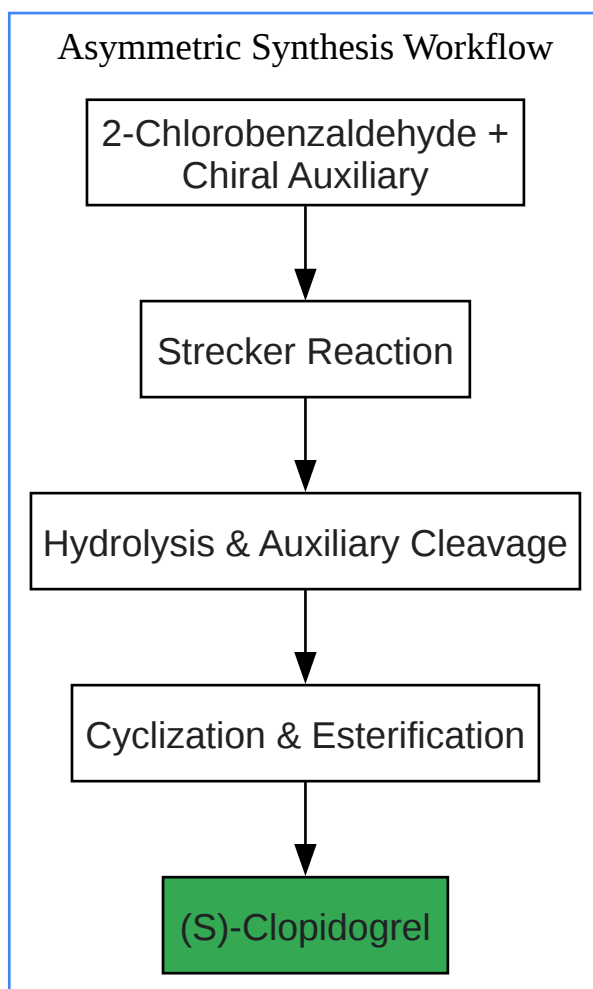 Asymmetric Synthesis Workflow
2-Chlorobenzaldehyde +
Chiral Auxiliary
Strecker Reaction
Hydrolysis & Auxiliary Cleavage
Cyclization & Esterification
(S)-Clopidogrel